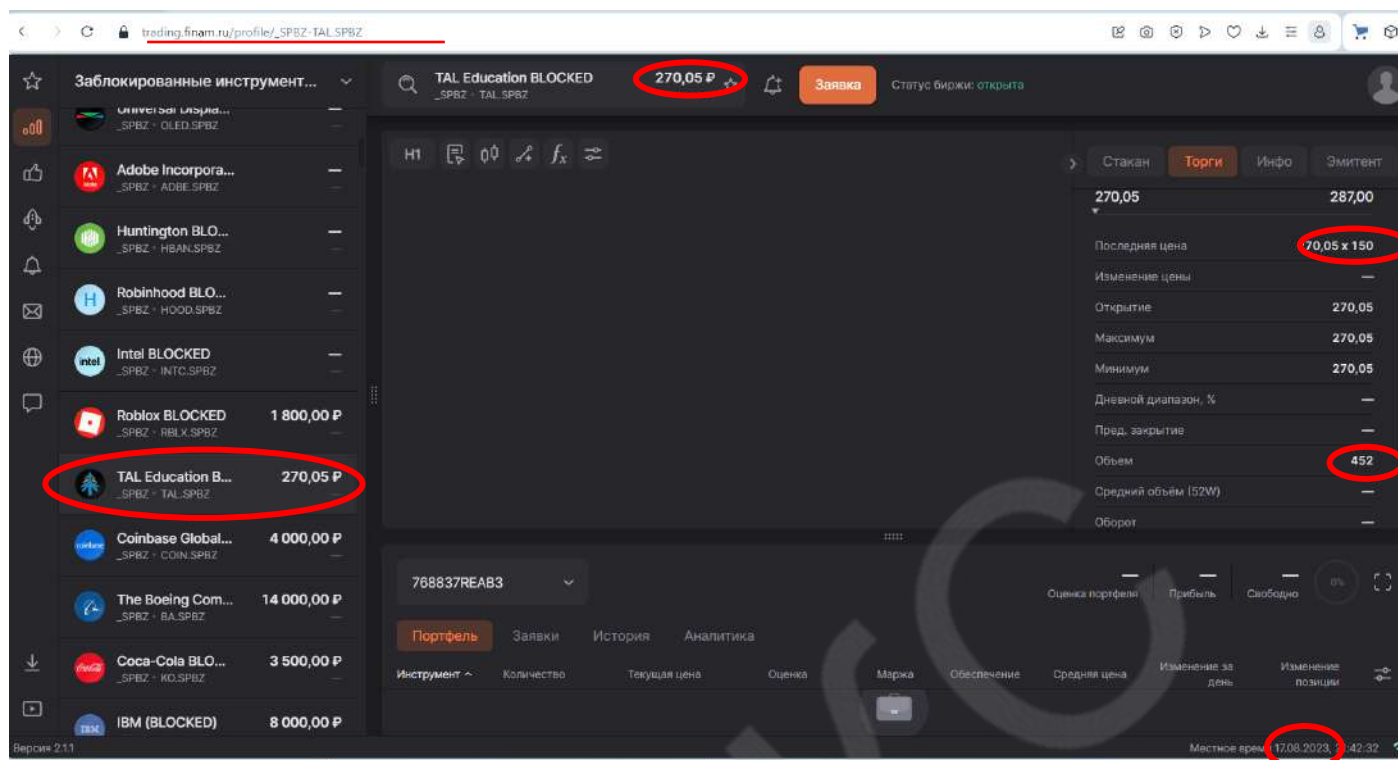 trading.finam.ru/profile/_SPBZ-TAL.SPBZ
Заблокированные инструмент...
TAL Education BLOCKED
270,05 ₽
_SPBZ · TAL.SPBZ
Заявка
Статус биржи: открыта
Universal Displa... —
_SPBZ · OLED.SPBZ —
Adobe Incorpora... —
_SPBZ · ADBE.SPBZ —
Huntington BLO... —
_SPBZ · HBAN.SPBZ —
Robinhood BLO... —
_SPBZ · HOOD.SPBZ —
Intel BLOCKED —
_SPBZ · INTC.SPBZ —
Roblox BLOCKED 1 800,00 ₽
_SPBZ · RBLX.SPBZ —
TAL Education B... 270,05 ₽
_SPBZ · TAL.SPBZ —
Coinbase Global... 4 000,00 ₽
_SPBZ · COIN.SPBZ —
The Boeing Com... 14 000,00 ₽
_SPBZ · BA.SPBZ —
Coca-Cola BLO... 3 500,00 ₽
_SPBZ · KO.SPBZ —
IBM (BLOCKED) 8 000,00 ₽
H1
Стакан Торги Инфо Эмитент
270,05 287,00
Последняя цена 70,05 x 150
Изменение цены —
Открытие 270,05
Максимум 270,05
Минимум 270,05
Дневной диапазон, % —
Пред. закрытие —
Объем 452
Средний объём (52W) —
Оборот —
768837REAB3
Оценка портфеля — Прибыль — Свободно — 0%
Портфель Заявки История Аналитика
Инструмент Количество Текущая цена Оценка Маржа Обеспечение Средняя цена Изменение за день Изменение позиции
Версия 2.1.1
Местное время 17.08.2023, :42:32